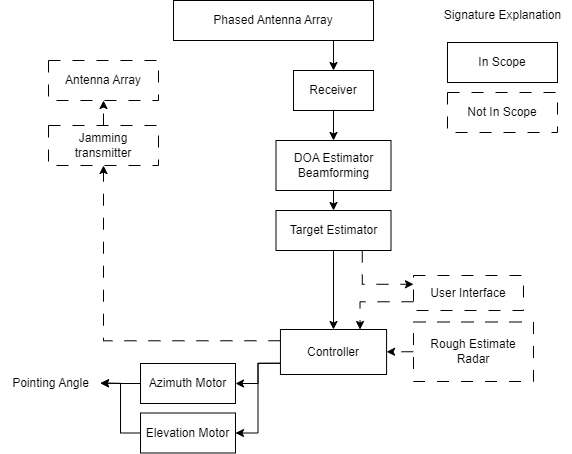 Phased Antenna Array
Signature Explanation
In Scope
Not In Scope
Antenna Array
Receiver
Jamming
transmitter
DOA Estimator
Beamforming
Target Estimator
User Interface
Rough Estimate
Radar
Controller
Pointing Angle
Azimuth Motor
Elevation Motor